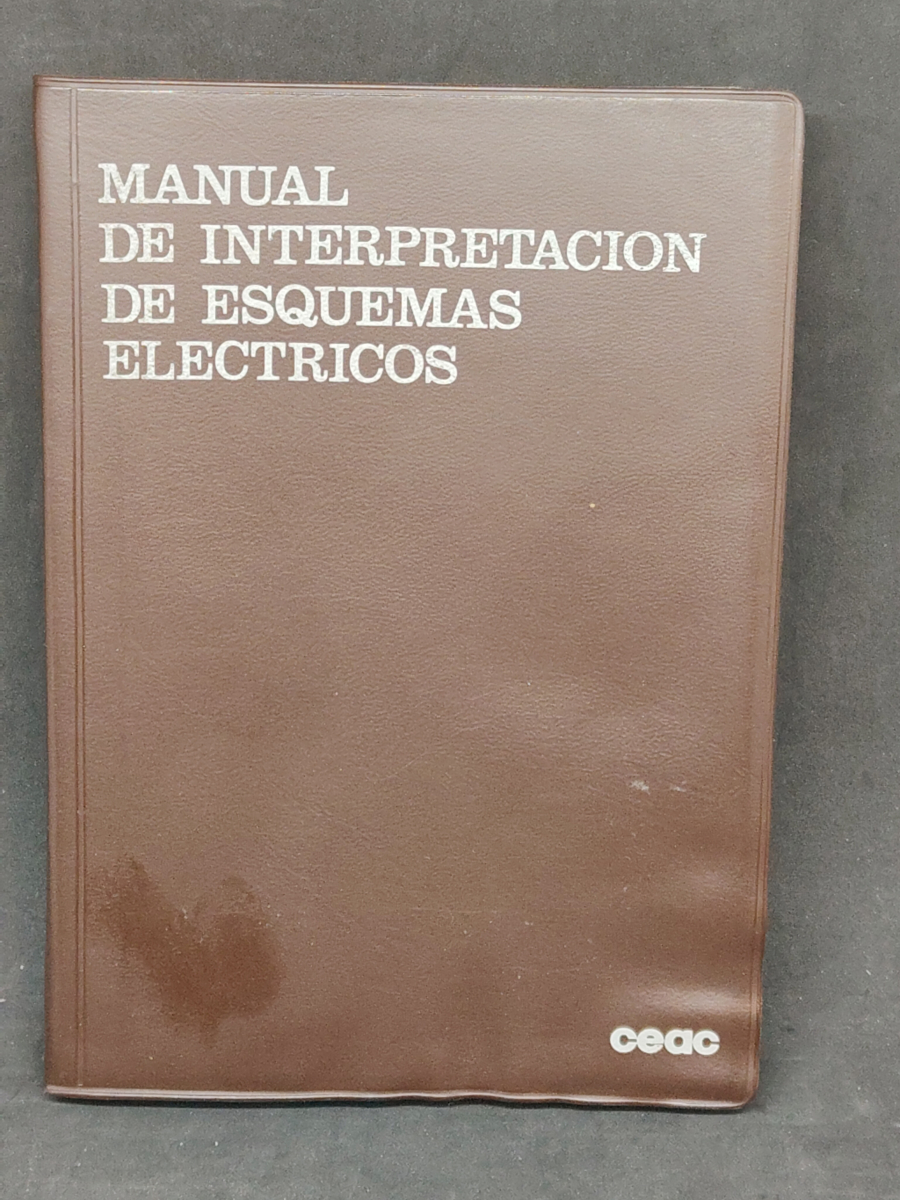 MANUAL
DE INTERPRETACION
DE ESQUEMAS
ELECTRICOS
ceac